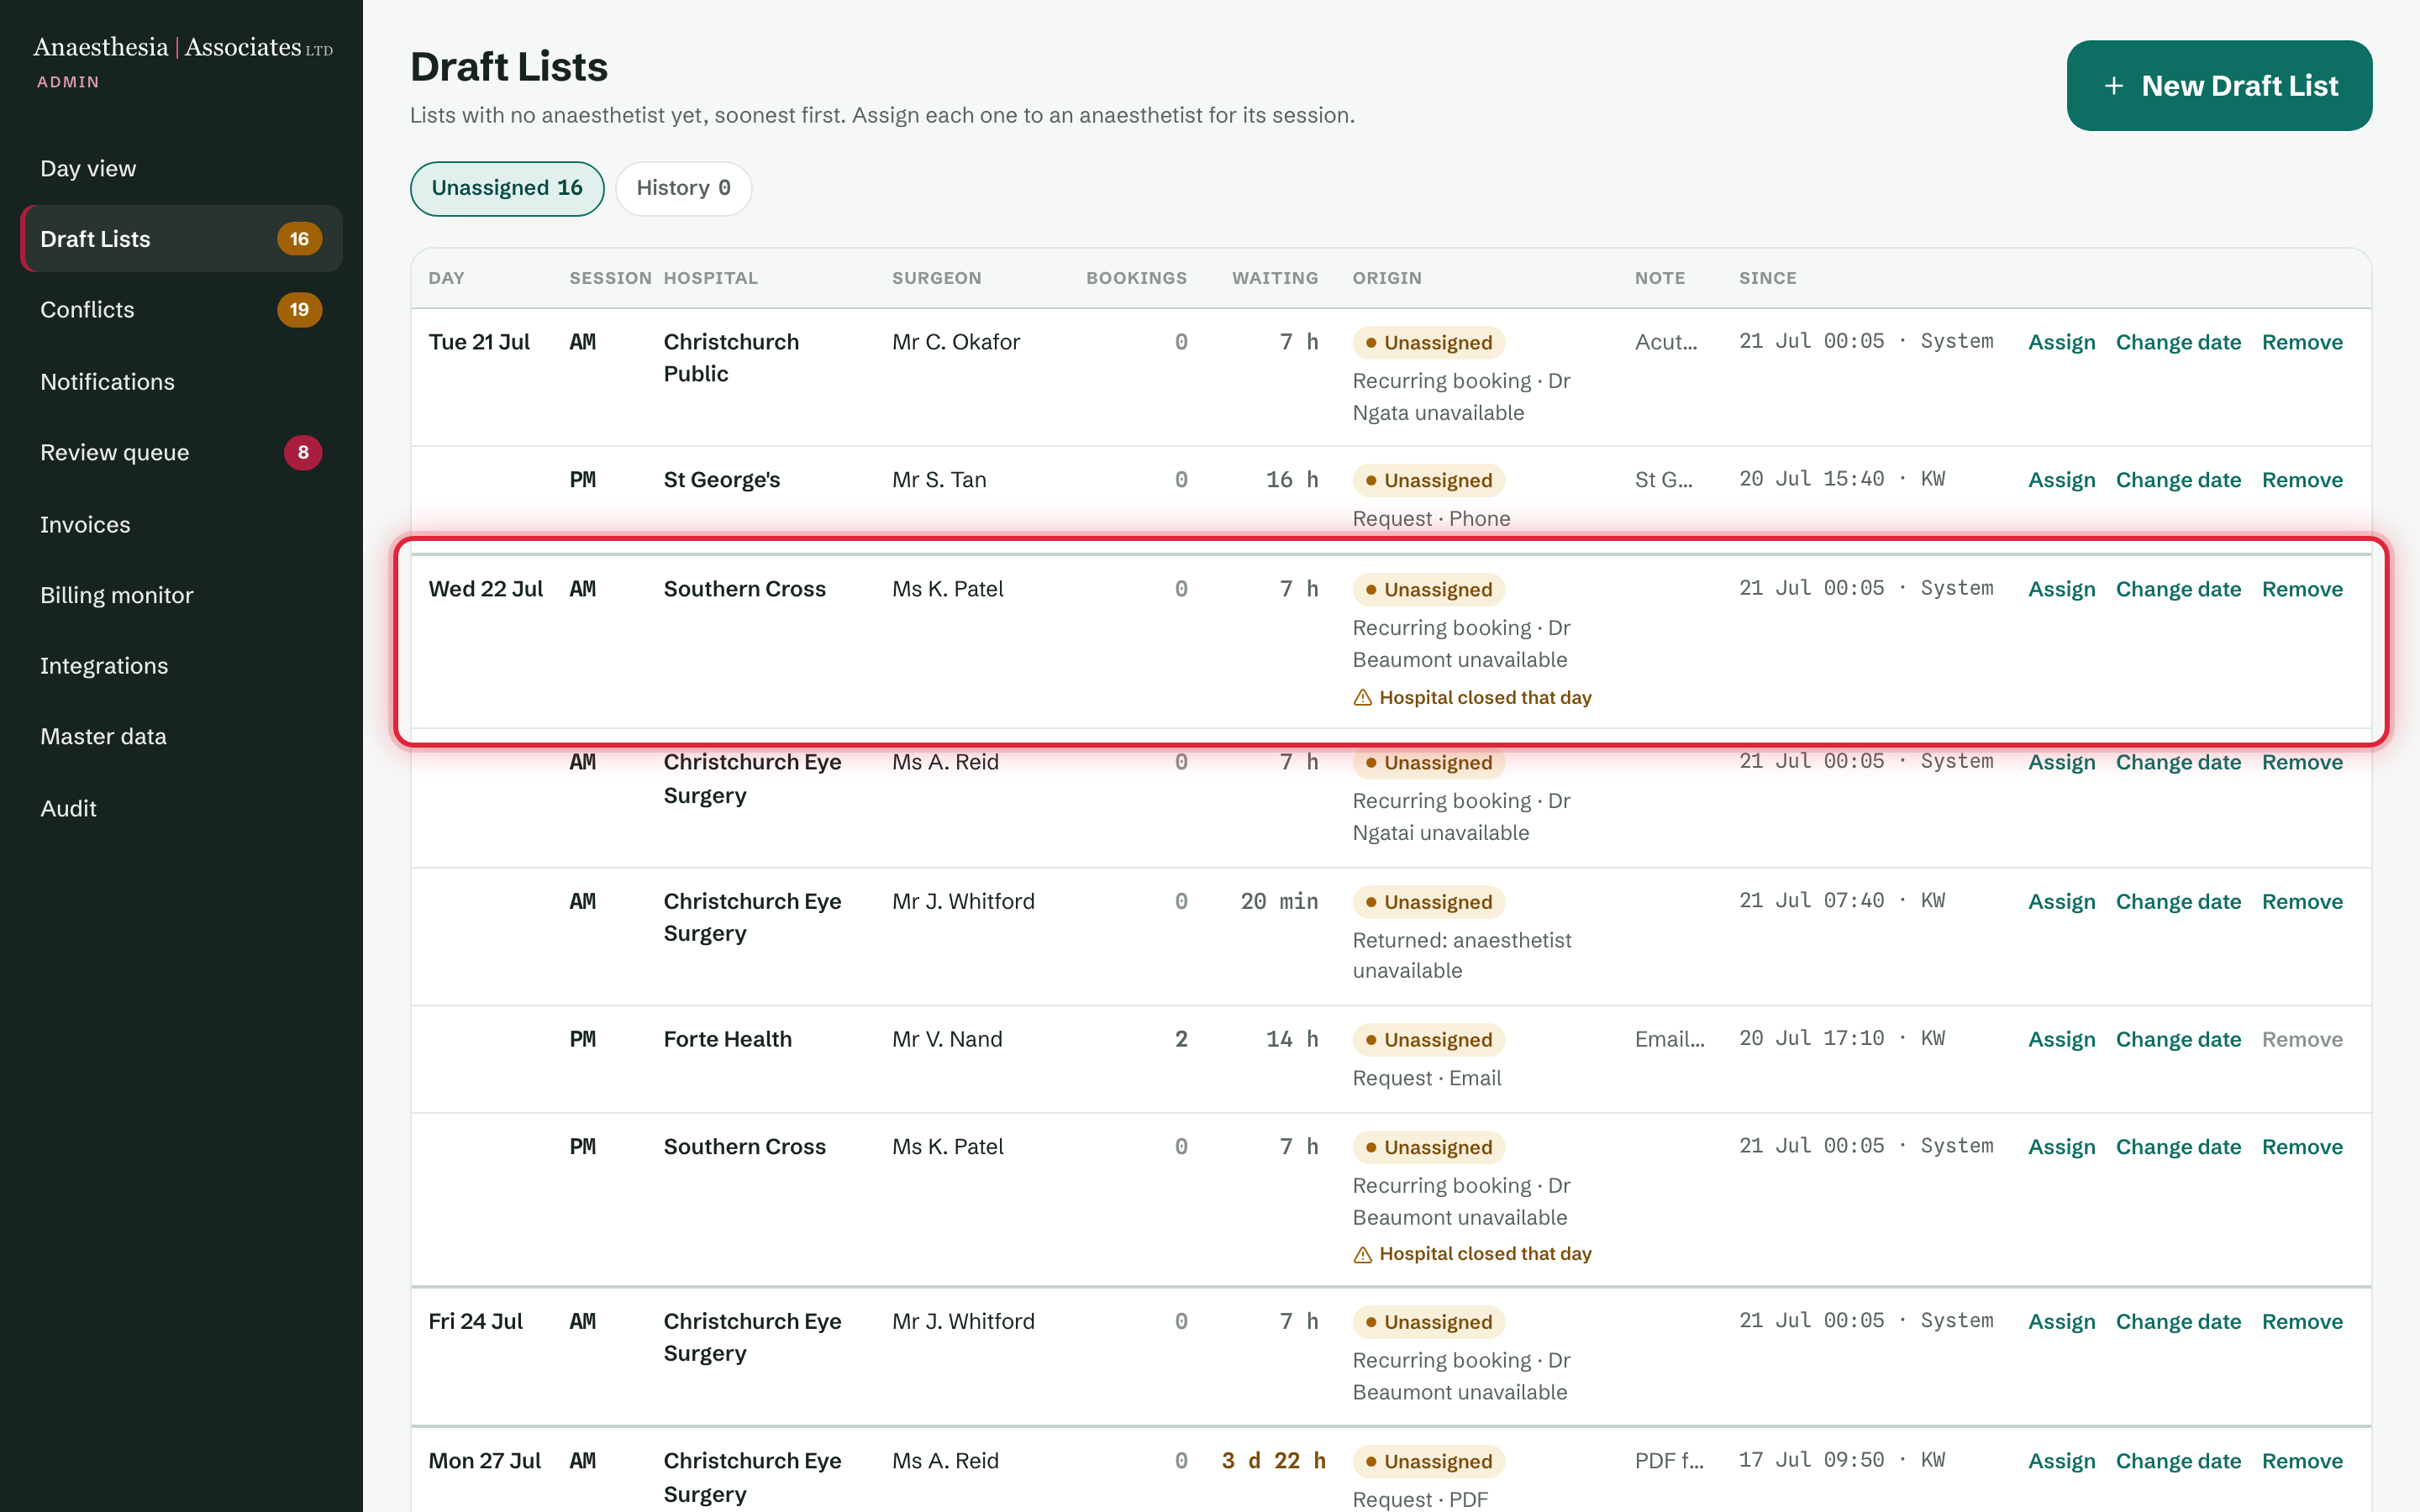 Anaesthesia | Associates LTD
ADMIN
Day view
Draft Lists 16
Conflicts 19
Notifications
Review queue 8
Invoices
Billing monitor
Integrations
Master data
Audit
Draft Lists
Lists with no anaesthetist yet, soonest first. Assign each one to an anaesthetist for its session.
+ New Draft List
Unassigned 16 History 0
DAY SESSION HOSPITAL SURGEON BOOKINGS WAITING ORIGIN NOTE SINCE
Tue 21 Jul AM Christchurch Mr C. Okafor 0 7 h Unassigned Acut... 21 Jul 00:05 · System Assign Change date Remove
Public
Recurring booking · Dr
Ngata unavailable
PM St George's Mr S. Tan 0 16 h Unassigned St G... 20 Jul 15:40 · KW Assign Change date Remove
Request · Phone
Wed 22 Jul AM Southern Cross Ms K. Patel 0 7 h Unassigned 21 Jul 00:05 · System Assign Change date Remove
Recurring booking · Dr
Beaumont unavailable
Hospital closed that day
AM Christchurch Eye Ms A. Reid 0 7 h Unassigned 21 Jul 00:05 · System Assign Change date Remove
Surgery
Recurring booking · Dr
Ngatai unavailable
AM Christchurch Eye Mr J. Whitford 0 20 min Unassigned 21 Jul 07:40 · KW Assign Change date Remove
Surgery
Returned: anaesthetist
unavailable
PM Forte Health Mr V. Nand 2 14 h Unassigned Email... 20 Jul 17:10 · KW Assign Change date Remove
Request · Email
PM Southern Cross Ms K. Patel 0 7 h Unassigned 21 Jul 00:05 · System Assign Change date Remove
Recurring booking · Dr
Beaumont unavailable
Hospital closed that day
Fri 24 Jul AM Christchurch Eye Mr J. Whitford 0 7 h Unassigned 21 Jul 00:05 · System Assign Change date Remove
Surgery
Recurring booking · Dr
Beaumont unavailable
Mon 27 Jul AM Christchurch Eye Ms A. Reid 0 3 d 22 h Unassigned PDF f... 17 Jul 09:50 · KW Assign Change date Remove
Surgery
Request · PDF